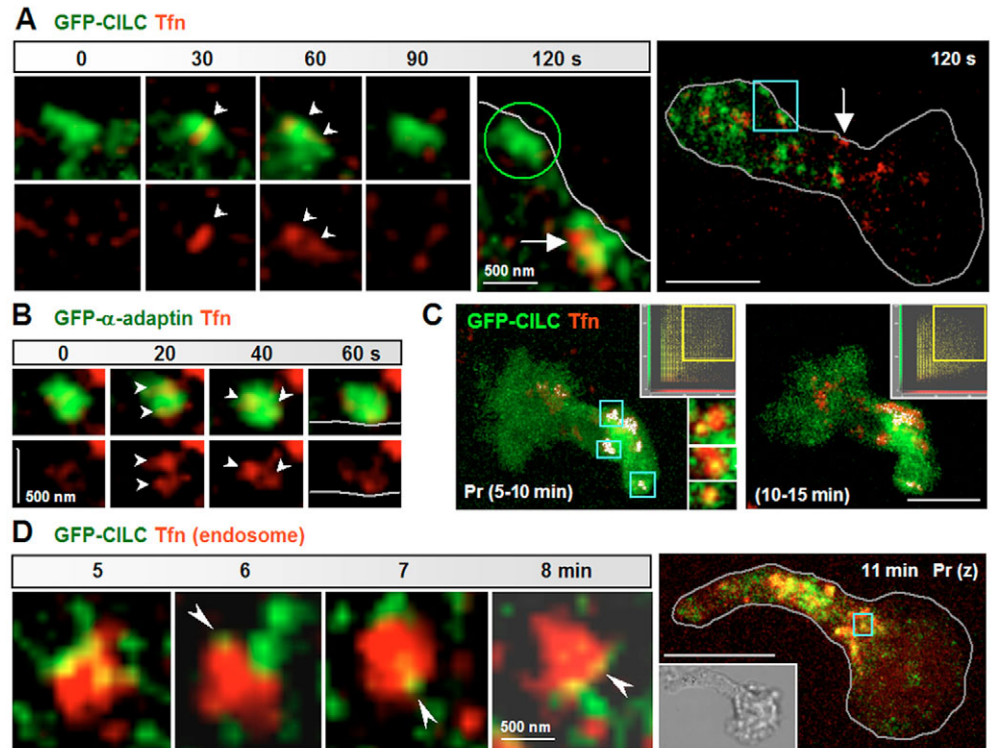 A GFP-ClLC Tfn
0 30 60 90 120 s
120 s
500 nm
B GFP-α-adaptin Tfn
0 20 40 60 s
500 nm
C GFP-ClLC Tfn
Pr (5-10 min)
(10-15 min)
D GFP-ClLC Tfn (endosome)
5 6 7 8 min
11 min Pr (z)
500 nm